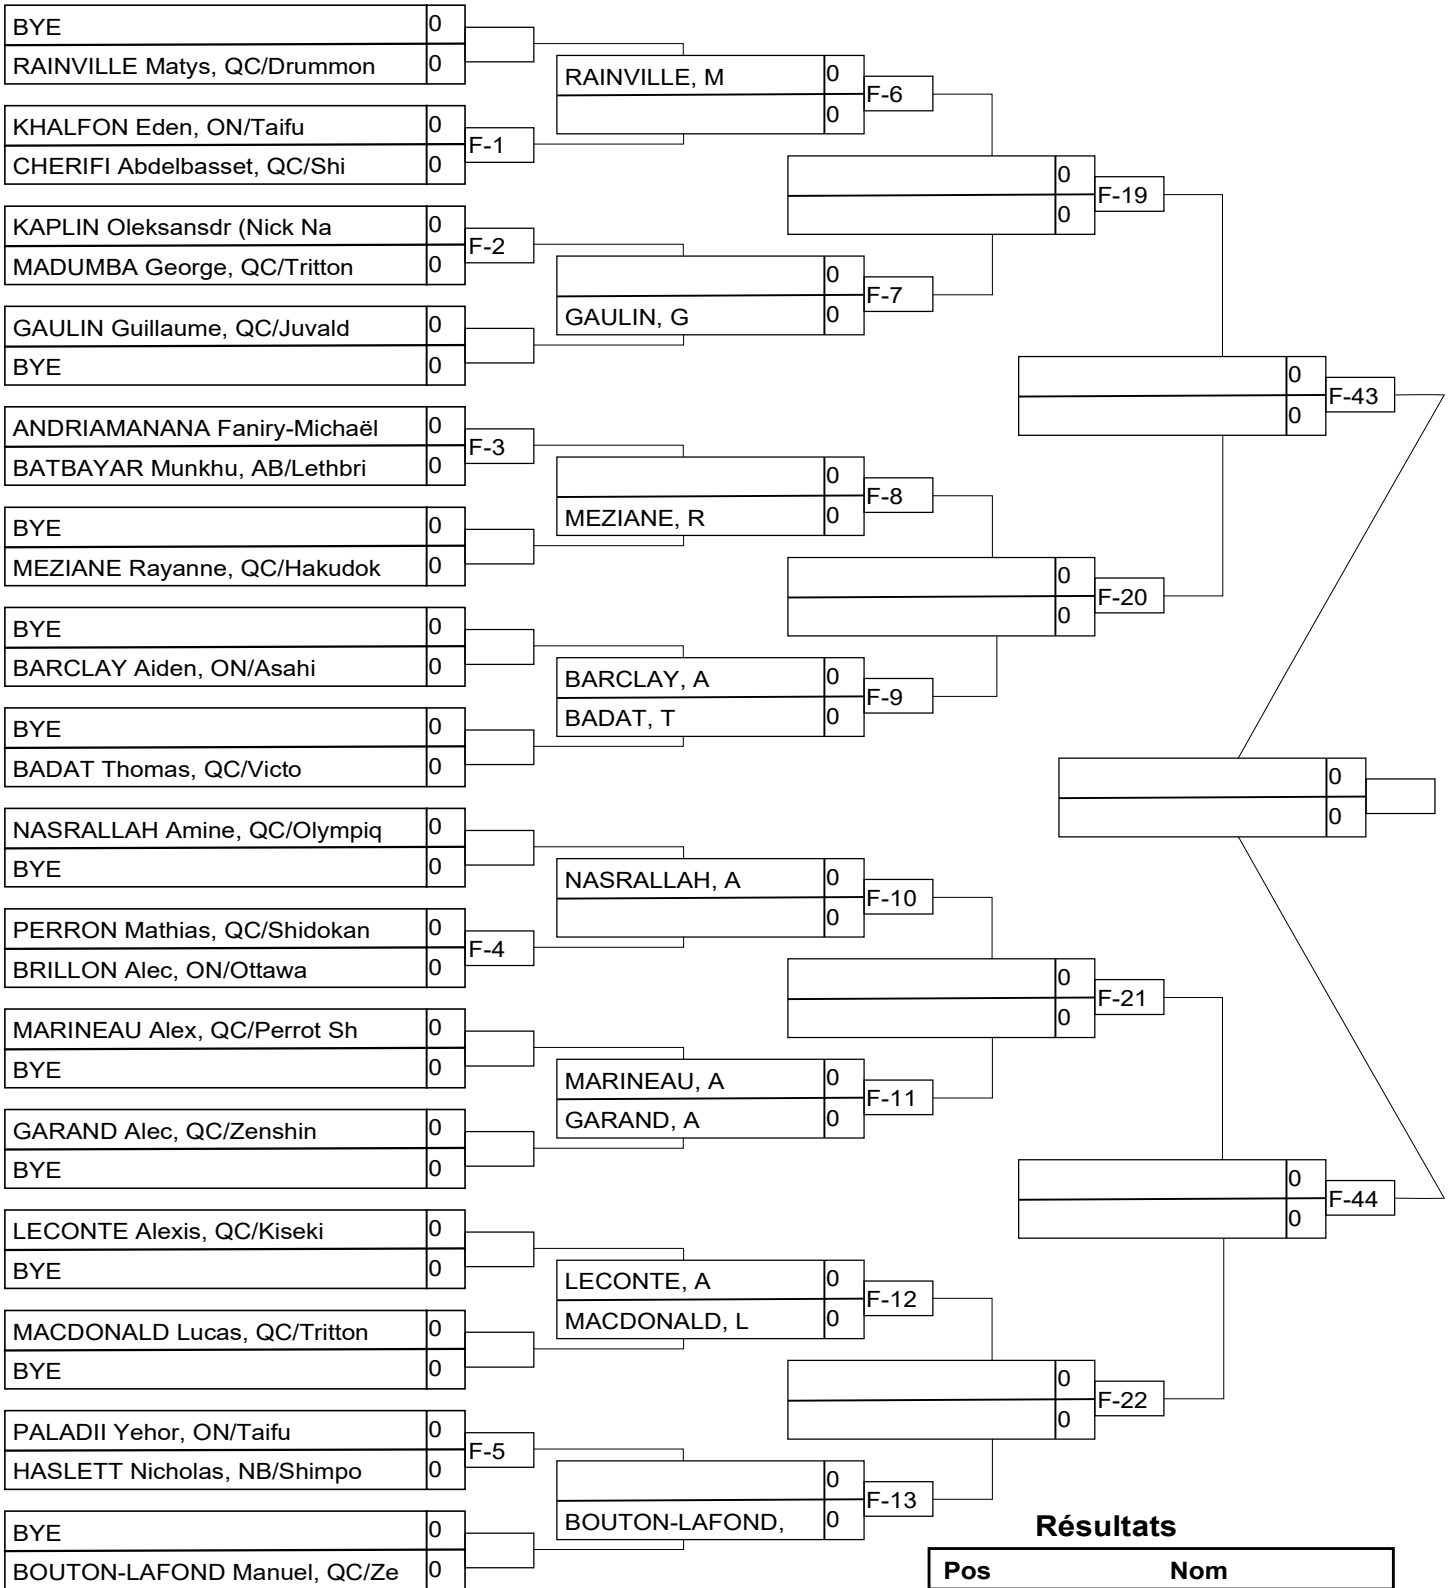 BYE 0
RAINVILLE Matys, QC/Drummon 0
RAINVILLE, M 0
0
F-6
KHALFON Eden, ON/Taifu 0
CHERIFI Abdelbasset, QC/Shi 0
F-1
0
0
F-19
KAPLIN Oleksansdr (Nick Na 0
MADUMBA George, QC/Tritton 0
F-2
0
GAULIN, G 0
F-7
GAULIN Guillaume, QC/Juvald 0
BYE 0
0
0
F-43
ANDRIAMANANA Faniry-Michaël 0
BATBAYAR Munkhu, AB/Lethbri 0
F-3
0
MEZIANE, R 0
F-8
BYE 0
MEZIANE Rayanne, QC/Hakudok 0
0
0
F-20
BYE 0
BARCLAY Aiden, ON/Asahi 0
BARCLAY, A 0
BADAT, T 0
F-9
BYE 0
BADAT Thomas, QC/Victo 0
0
0
NASRALLAH Amine, QC/Olympiq 0
BYE 0
NASRALLAH, A 0
0
F-10
PERRON Mathias, QC/Shidokan 0
BRILLON Alec, ON/Ottawa 0
F-4
0
0
F-21
MARINEAU Alex, QC/Perrot Sh 0
BYE 0
MARINEAU, A 0
GARAND, A 0
F-11
GARAND Alec, QC/Zenshin 0
BYE 0
0
0
F-44
LECONTE Alexis, QC/Kiseki 0
BYE 0
LECONTE, A 0
MACDONALD, L 0
F-12
MACDONALD Lucas, QC/Tritton 0
BYE 0
0
0
F-22
PALADII Yehor, ON/Taifu 0
HASLETT Nicholas, NB/Shimpo 0
F-5
0
BOUTON-LAFOND, 0
F-13
BYE 0
BOUTON-LAFOND Manuel, QC/Ze 0
Résultats
Pos Nom